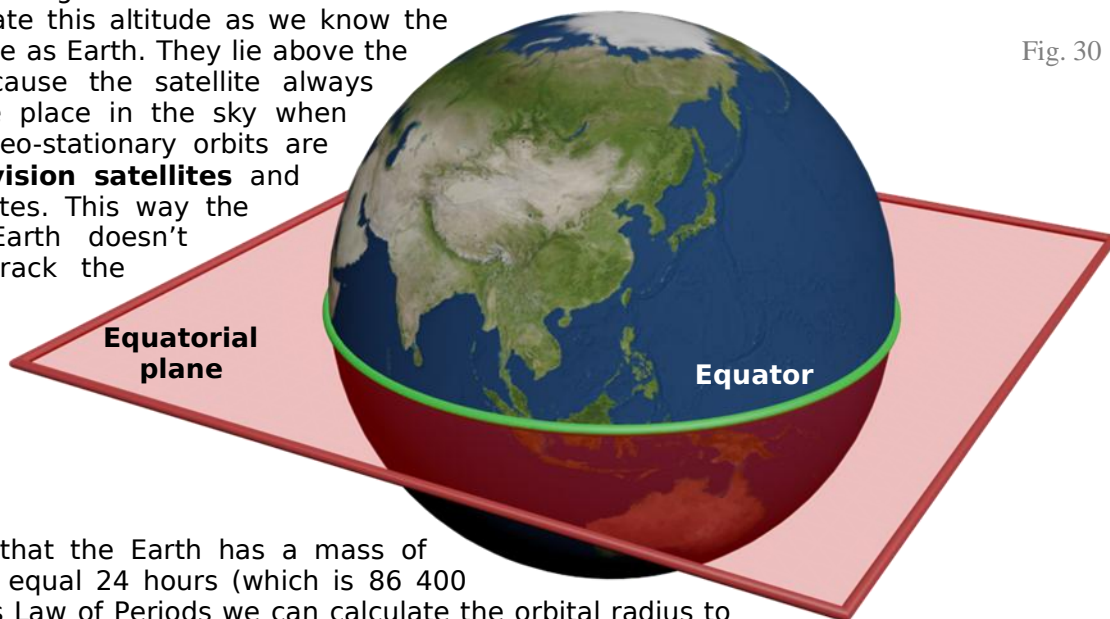 ate this altitude as we know the
e as Earth. They lie above the
cause the satellite always
place in the sky when
eo-stationary orbits are
vision satellites and
tes. This way the
Earth doesn't
rack the
Fig. 30
Equatorial
plane
Equator
that the Earth has a mass of
equal 24 hours (which is 86 400
s Law of Periods we can calculate the orbital radius to